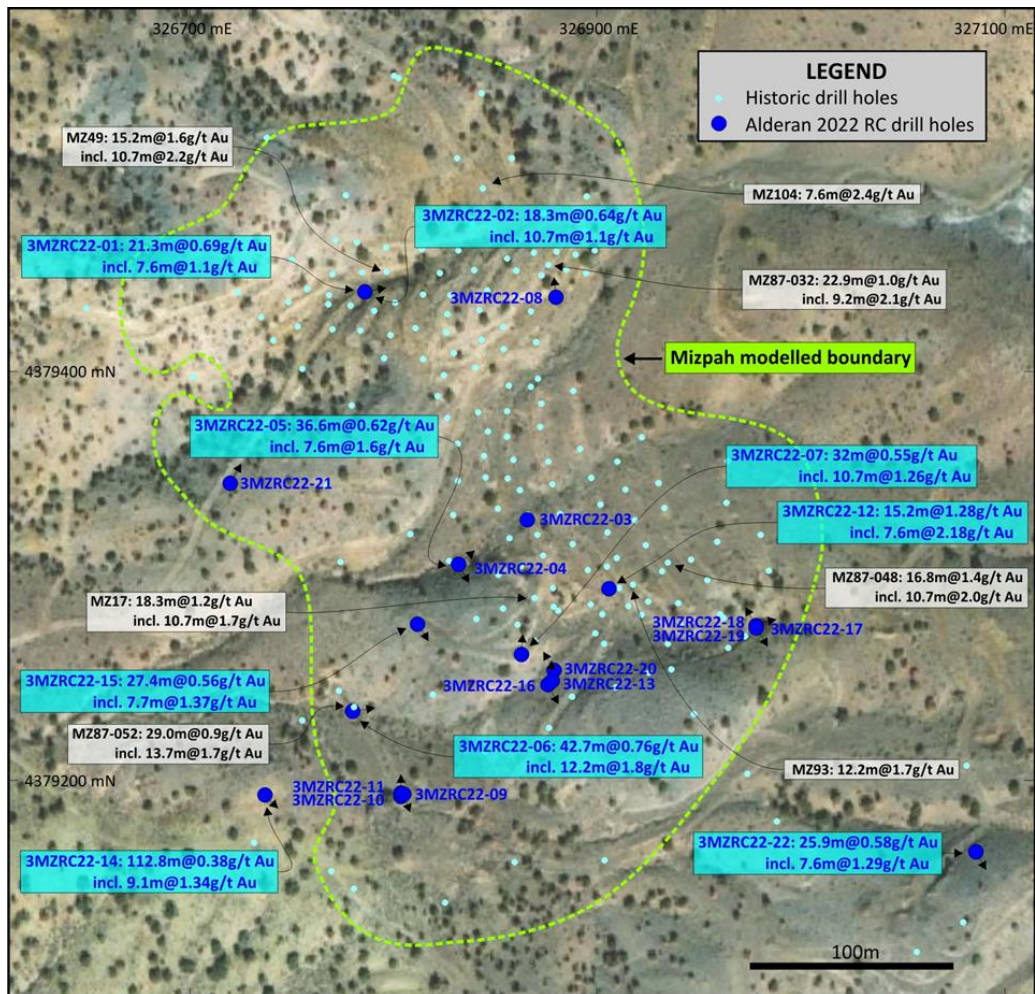 326700 mE
326900 mE
327100 mE
LEGEND
Historic drill holes
Alderan 2022 RC drill holes
MZ49: 15.2m@1.6g/t Au
incl. 10.7m@2.2g/t Au
MZ104: 7.6m@2.4g/t Au
3MZRC22-02: 18.3m@0.64g/t Au
incl. 10.7m@1.1g/t Au
3MZRC22-01: 21.3m@0.69g/t Au
incl. 7.6m@1.1g/t Au
MZ87-032: 22.9m@1.0g/t Au
incl. 9.2m@2.1g/t Au
3MZRC22-08
Mizpah modelled boundary
4379400 mN
3MZRC22-05: 36.6m@0.62g/t Au
incl. 7.6m@1.6g/t Au
3MZRC22-07: 32m@0.55g/t Au
incl. 10.7m@1.26g/t Au
3MZRC22-21
3MZRC22-03
3MZRC22-12: 15.2m@1.28g/t Au
incl. 7.6m@2.18g/t Au
3MZRC22-04
MZ87-048: 16.8m@1.4g/t Au
incl. 10.7m@2.0g/t Au
MZ17: 18.3m@1.2g/t Au
incl. 10.7m@1.7g/t Au
3MZRC22-18
3MZRC22-19
3MZRC22-17
3MZRC22-20
3MZRC22-16
3MZRC22-13
3MZRC22-15: 27.4m@0.56g/t Au
incl. 7.7m@1.37g/t Au
MZ87-052: 29.0m@0.9g/t Au
incl. 13.7m@1.7g/t Au
3MZRC22-06: 42.7m@0.76g/t Au
incl. 12.2m@1.8g/t Au
MZ93: 12.2m@1.7g/t Au
4379200 mN
3MZRC22-11
3MZRC22-10
3MZRC22-09
3MZRC22-14: 112.8m@0.38g/t Au
incl. 9.1m@1.34g/t Au
3MZRC22-22: 25.9m@0.58g/t Au
incl. 7.6m@1.29g/t Au
100m